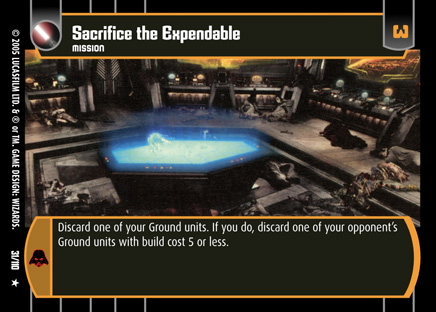 Sacrifice the Expendable
MISSION
3
Discard one of your Ground units. If you do, discard one of your opponent's
Ground units with build cost 5 or less.
© 2005 LUCASFILM LTD. & ® or TM. GAME DESIGN: WIZARDS.
31/110